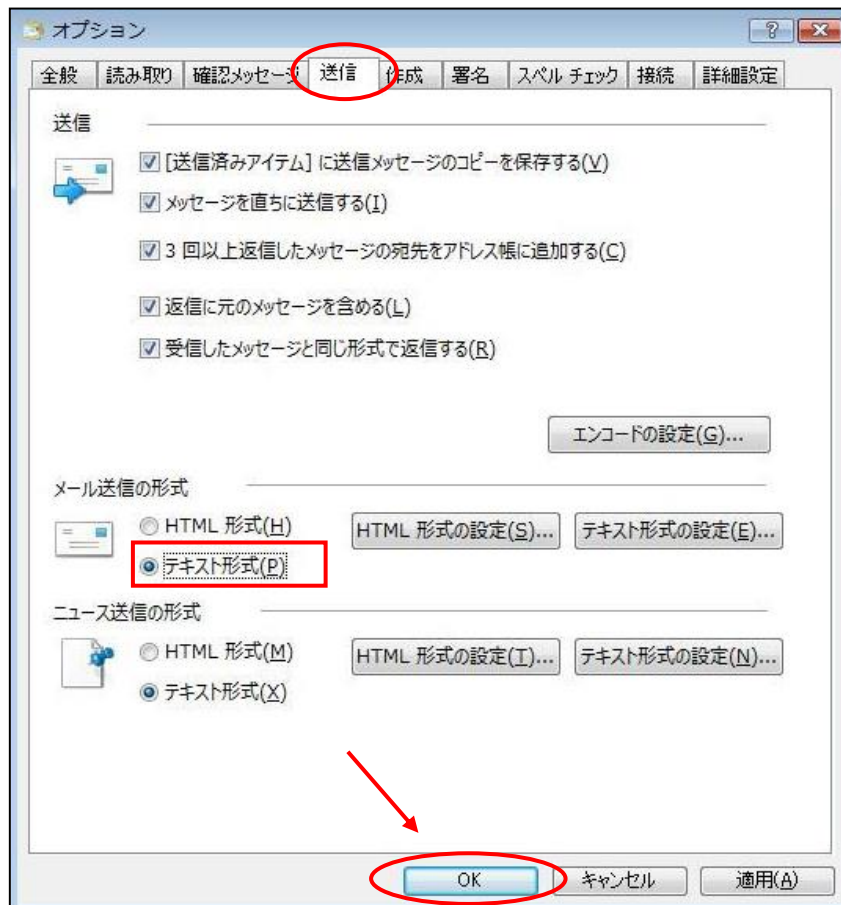 オプション
全般 読み取り 確認メッセージ 送信 作成 署名 スペル チェック 接続 詳細設定
送信
[送信済みアイテム] に送信メッセージのコピーを保存する(V)
メッセージを直ちに送信する(I)
3 回以上返信したメッセージの宛先をアドレス帳に追加する(C)
返信に元のメッセージを含める(L)
受信したメッセージと同じ形式で返信する(R)
エンコードの設定(G)...
メール送信の形式
HTML 形式(H) HTML 形式の設定(S)... テキスト形式の設定(E)...
テキスト形式(P)
ニュース送信の形式
HTML 形式(M) HTML 形式の設定(T)... テキスト形式の設定(N)...
テキスト形式(X)
OK キャンセル 適用(A)